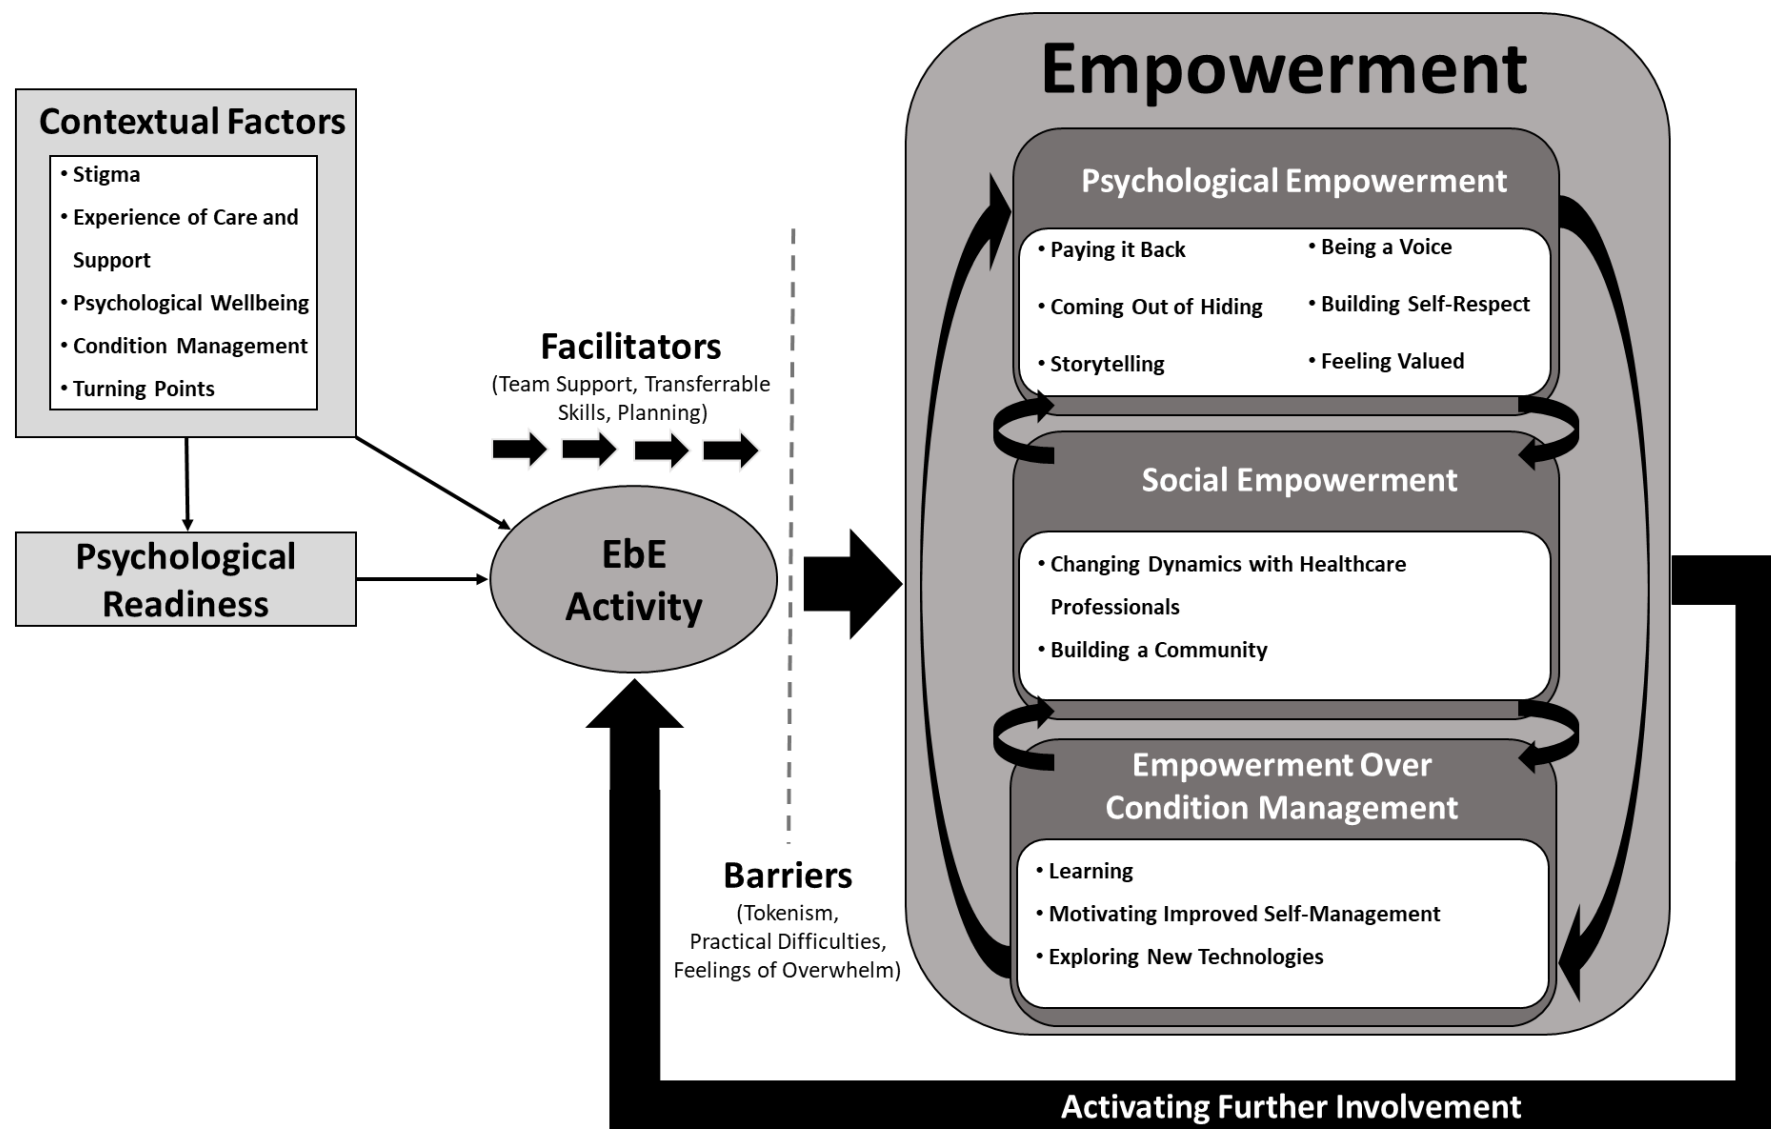 Contextual Factors
• Stigma
• Experience of Care and
Support
• Psychological Wellbeing
• Condition Management
• Turning Points
Psychological
Readiness
Facilitators
(Team Support, Transferrable
Skills, Planning)
EbE
Activity
Barriers
(Tokenism,
Practical Difficulties,
Feelings of Overwhelm)
Empowerment
Psychological Empowerment
• Paying it Back
• Coming Out of Hiding
• Storytelling
• Being a Voice
• Building Self-Respect
• Feeling Valued
Social Empowerment
• Changing Dynamics with Healthcare
Professionals
• Building a Community
Empowerment Over
Condition Management
• Learning
• Motivating Improved Self-Management
• Exploring New Technologies
Activating Further Involvement